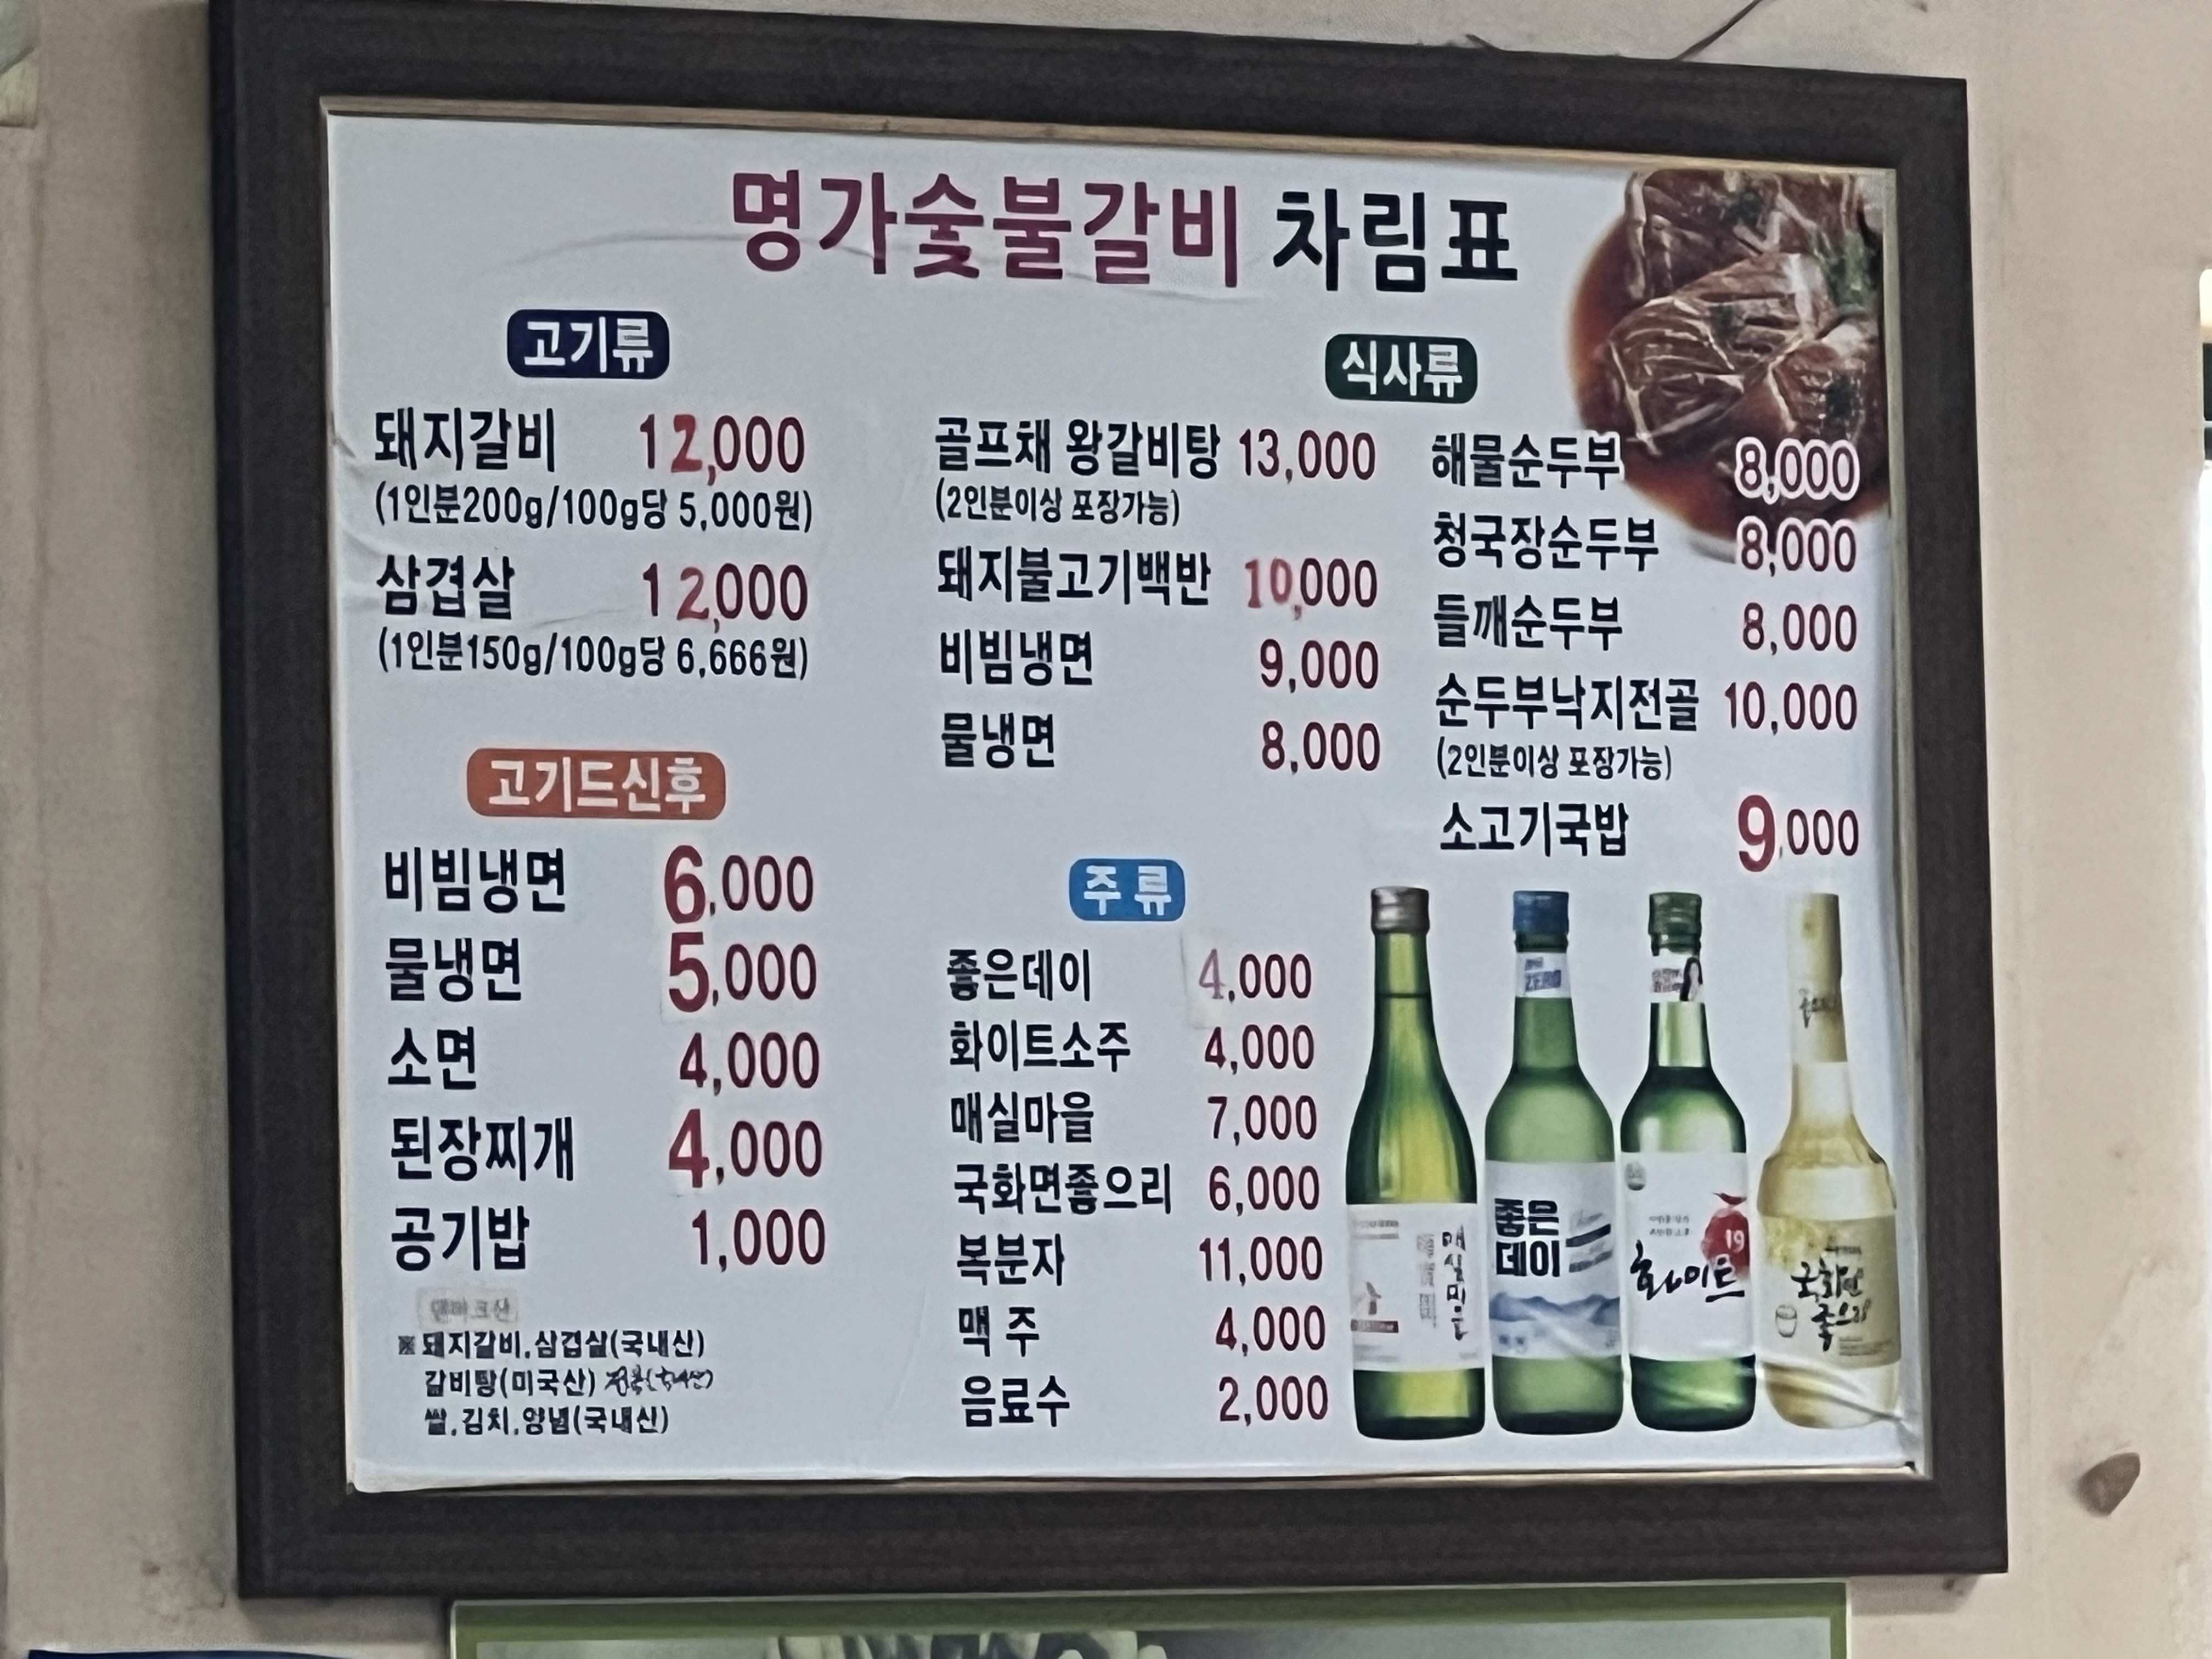 명가숯불갈비 차림표
고기류
돼지갈비 12,000
(1인분200g/100g당 5,000원)
삼겹살 12,000
(1인분150g/100g당 6,666원)
고기드신후
비빔냉면 6,000
물냉면 5,000
소면 4,000
된장찌개 4,000
공기밥 1,000
덴마크산
※돼지갈비,삼겹살(국내산)
갈비탕(미국산)
쌀,김치,양념(국내산)
식사류
골프채 왕갈비탕 13,000
(2인분이상 포장가능)
돼지불고기백반 10,000
비빔냉면 9,000
물냉면 8,000
해물순두부 8,000
청국장순두부 8,000
들깨순두부 8,000
순두부낙지전골 10,000
(2인분이상 포장가능)
소고기국밥 9,000
주 류
좋은데이 4,000
화이트소주 4,000
매실마을 7,000
국화면좋으리 6,000
복분자 11,000
맥 주 4,000
음료수 2,000
매실마을
ZERO
좋은
데이
19
화이트
국화면
좋으리